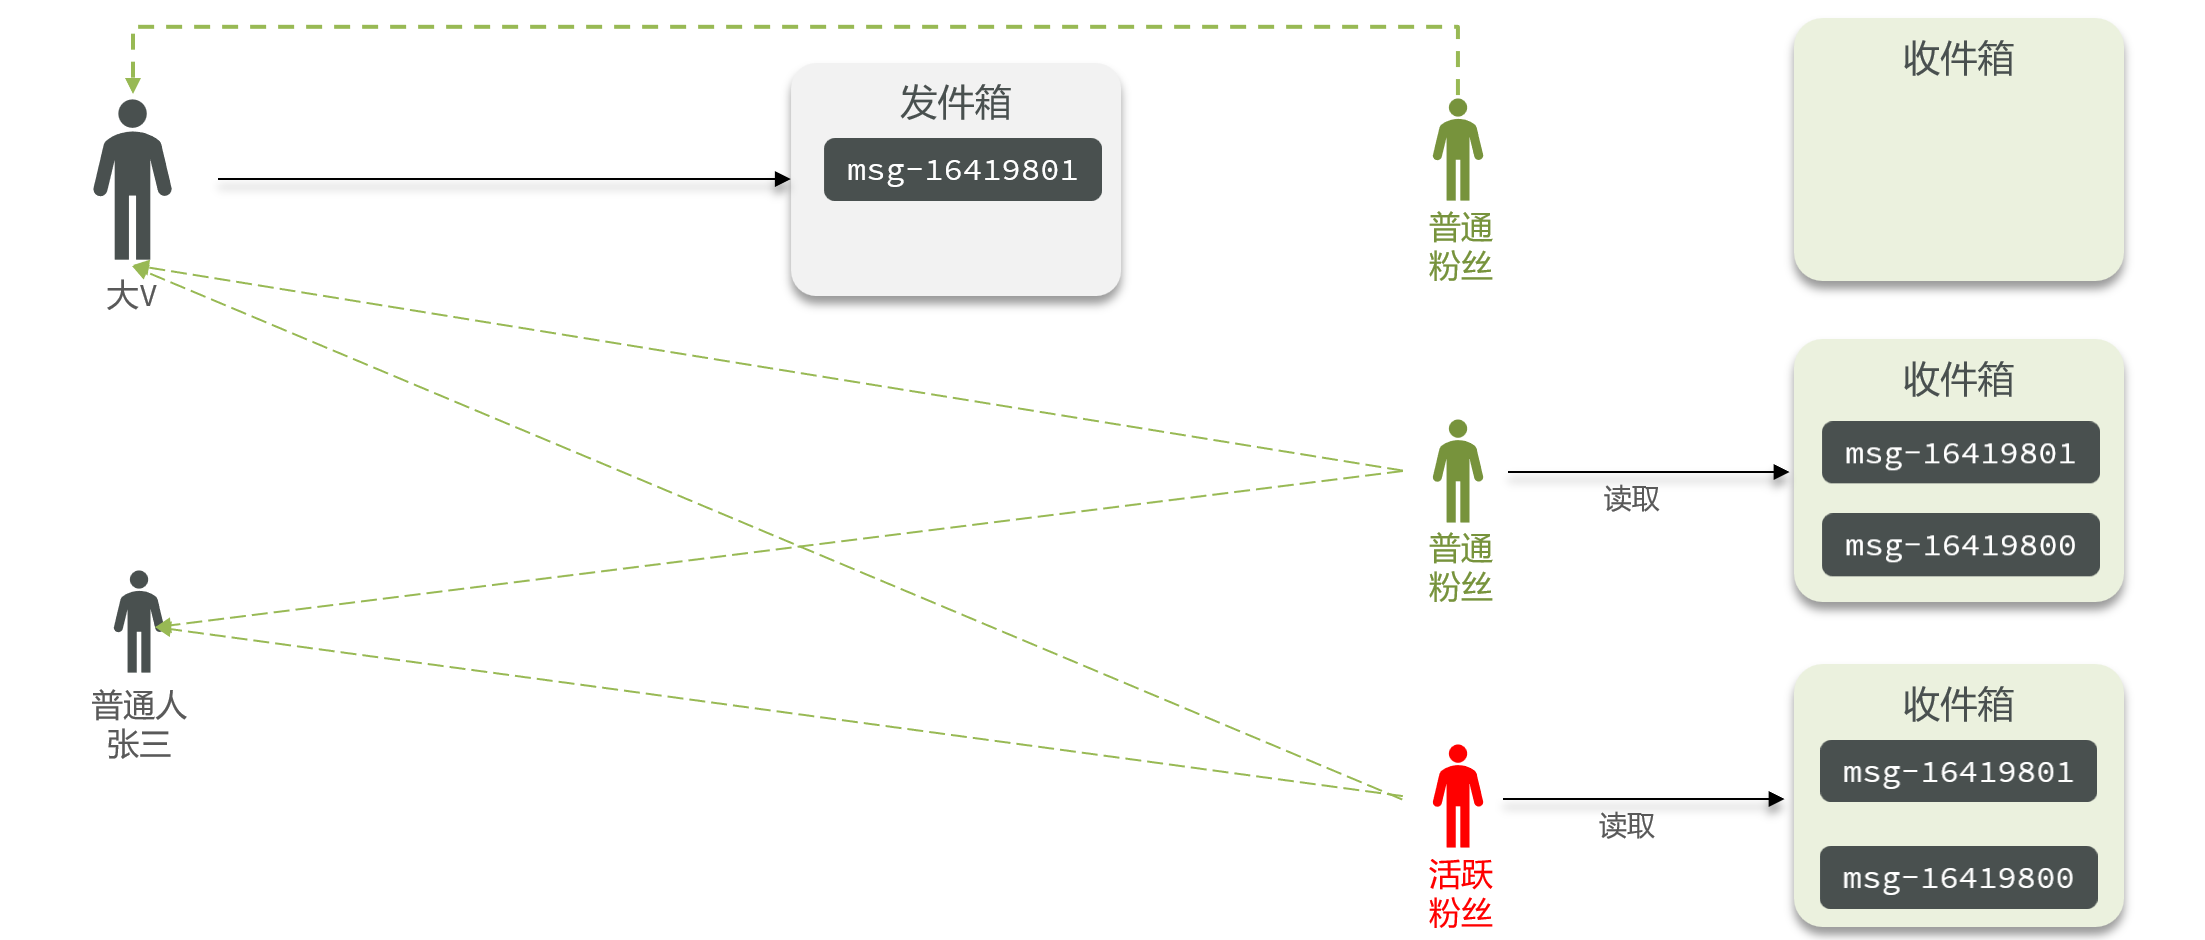 发件箱
msg-16419801
大V
普通
粉丝
收件箱
普通人
张三
普通
粉丝
读取
收件箱
msg-16419801
msg-16419800
活跃
粉丝
读取
收件箱
msg-16419801
msg-16419800